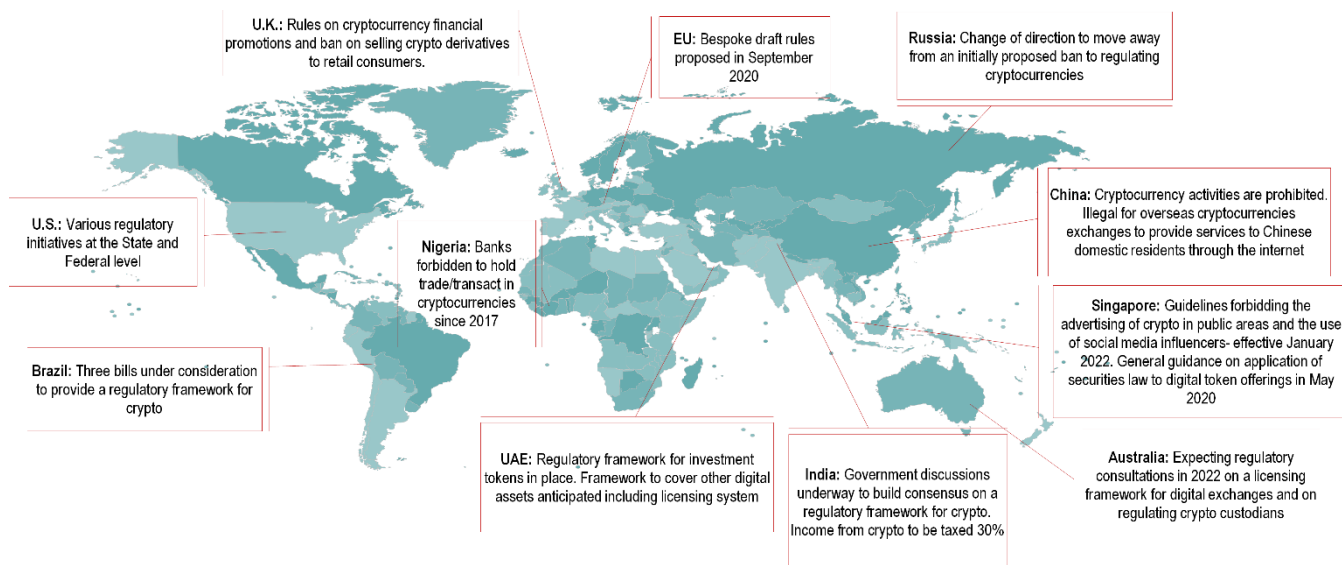 U.K.: Rules on cryptocurrency financial
promotions and ban on selling crypto derivatives
to retail consumers.
EU: Bespoke draft rules
proposed in September
2020
Russia: Change of direction to move away
from an initially proposed ban to regulating
cryptocurrencies
U.S.: Various regulatory
initiatives at the State and
Federal level
Nigeria: Banks
forbidden to hold
trade/transact in
cryptocurrencies
since 2017
China: Cryptocurrency activities are prohibited.
Illegal for overseas cryptocurrencies
exchanges to provide services to Chinese
domestic residents through the internet
Singapore: Guidelines forbidding the
advertising of crypto in public areas and the use
of social media influencers- effective January
2022. General guidance on application of
securities law to digital token offerings in May
2020
Brazil: Three bills under consideration
to provide a regulatory framework for
crypto
UAE: Regulatory framework for investment
tokens in place. Framework to cover other digital
assets anticipated including licensing system
India: Government discussions
underway to build consensus on a
regulatory framework for crypto.
Income from crypto to be taxed 30%
Australia: Expecting regulatory
consultations in 2022 on a licensing
framework for digital exchanges and on
regulating crypto custodians